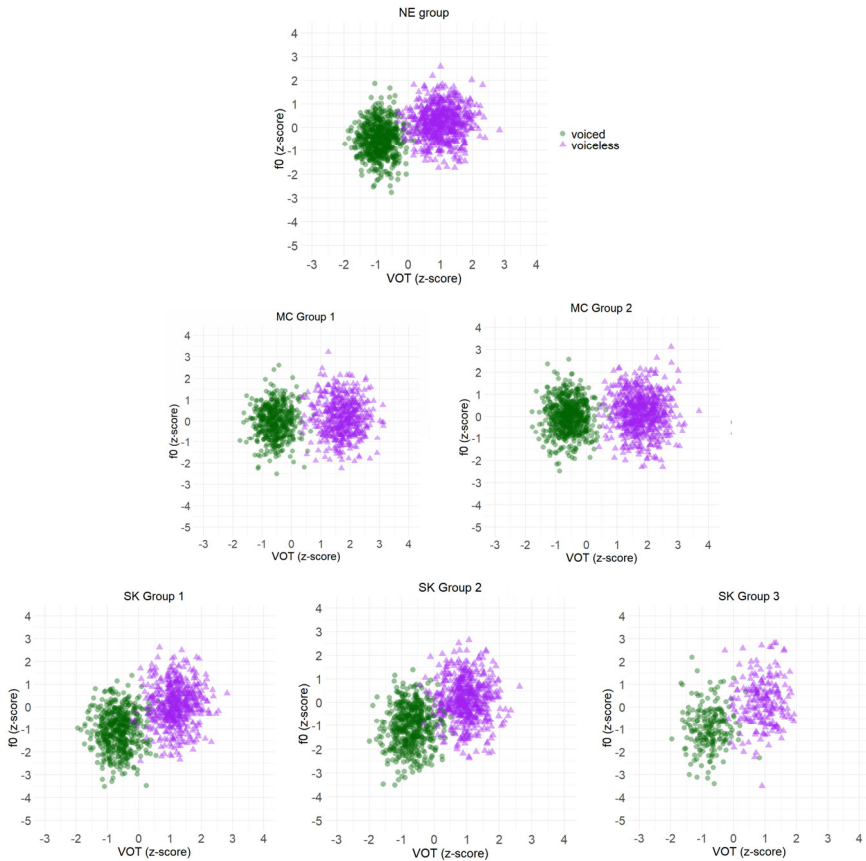 NE group
4
3
2
1
0
-1
-2
-3
-4
-5
f0 (z-score)
-3 -2 -1 0 1 2 3 4
VOT (z-score)
voiced
voiceless
MC Group 1
4
3
2
1
0
-1
-2
-3
-4
-5
f0 (z-score)
-3 -2 -1 0 1 2 3 4
VOT (z-score)
MC Group 2
4
3
2
1
0
-1
-2
-3
-4
-5
f0 (z-score)
-3 -2 -1 0 1 2 3 4
VOT (z-score)
SK Group 1
4
3
2
1
0
-1
-2
-3
-4
-5
f0 (z-score)
-3 -2 -1 0 1 2 3 4
VOT (z-score)
SK Group 2
4
3
2
1
0
-1
-2
-3
-4
-5
f0 (z-score)
-3 -2 -1 0 1 2 3 4
VOT (z-score)
SK Group 3
4
3
2
1
0
-1
-2
-3
-4
-5
f0 (z-score)
-3 -2 -1 0 1 2 3 4
VOT (z-score)